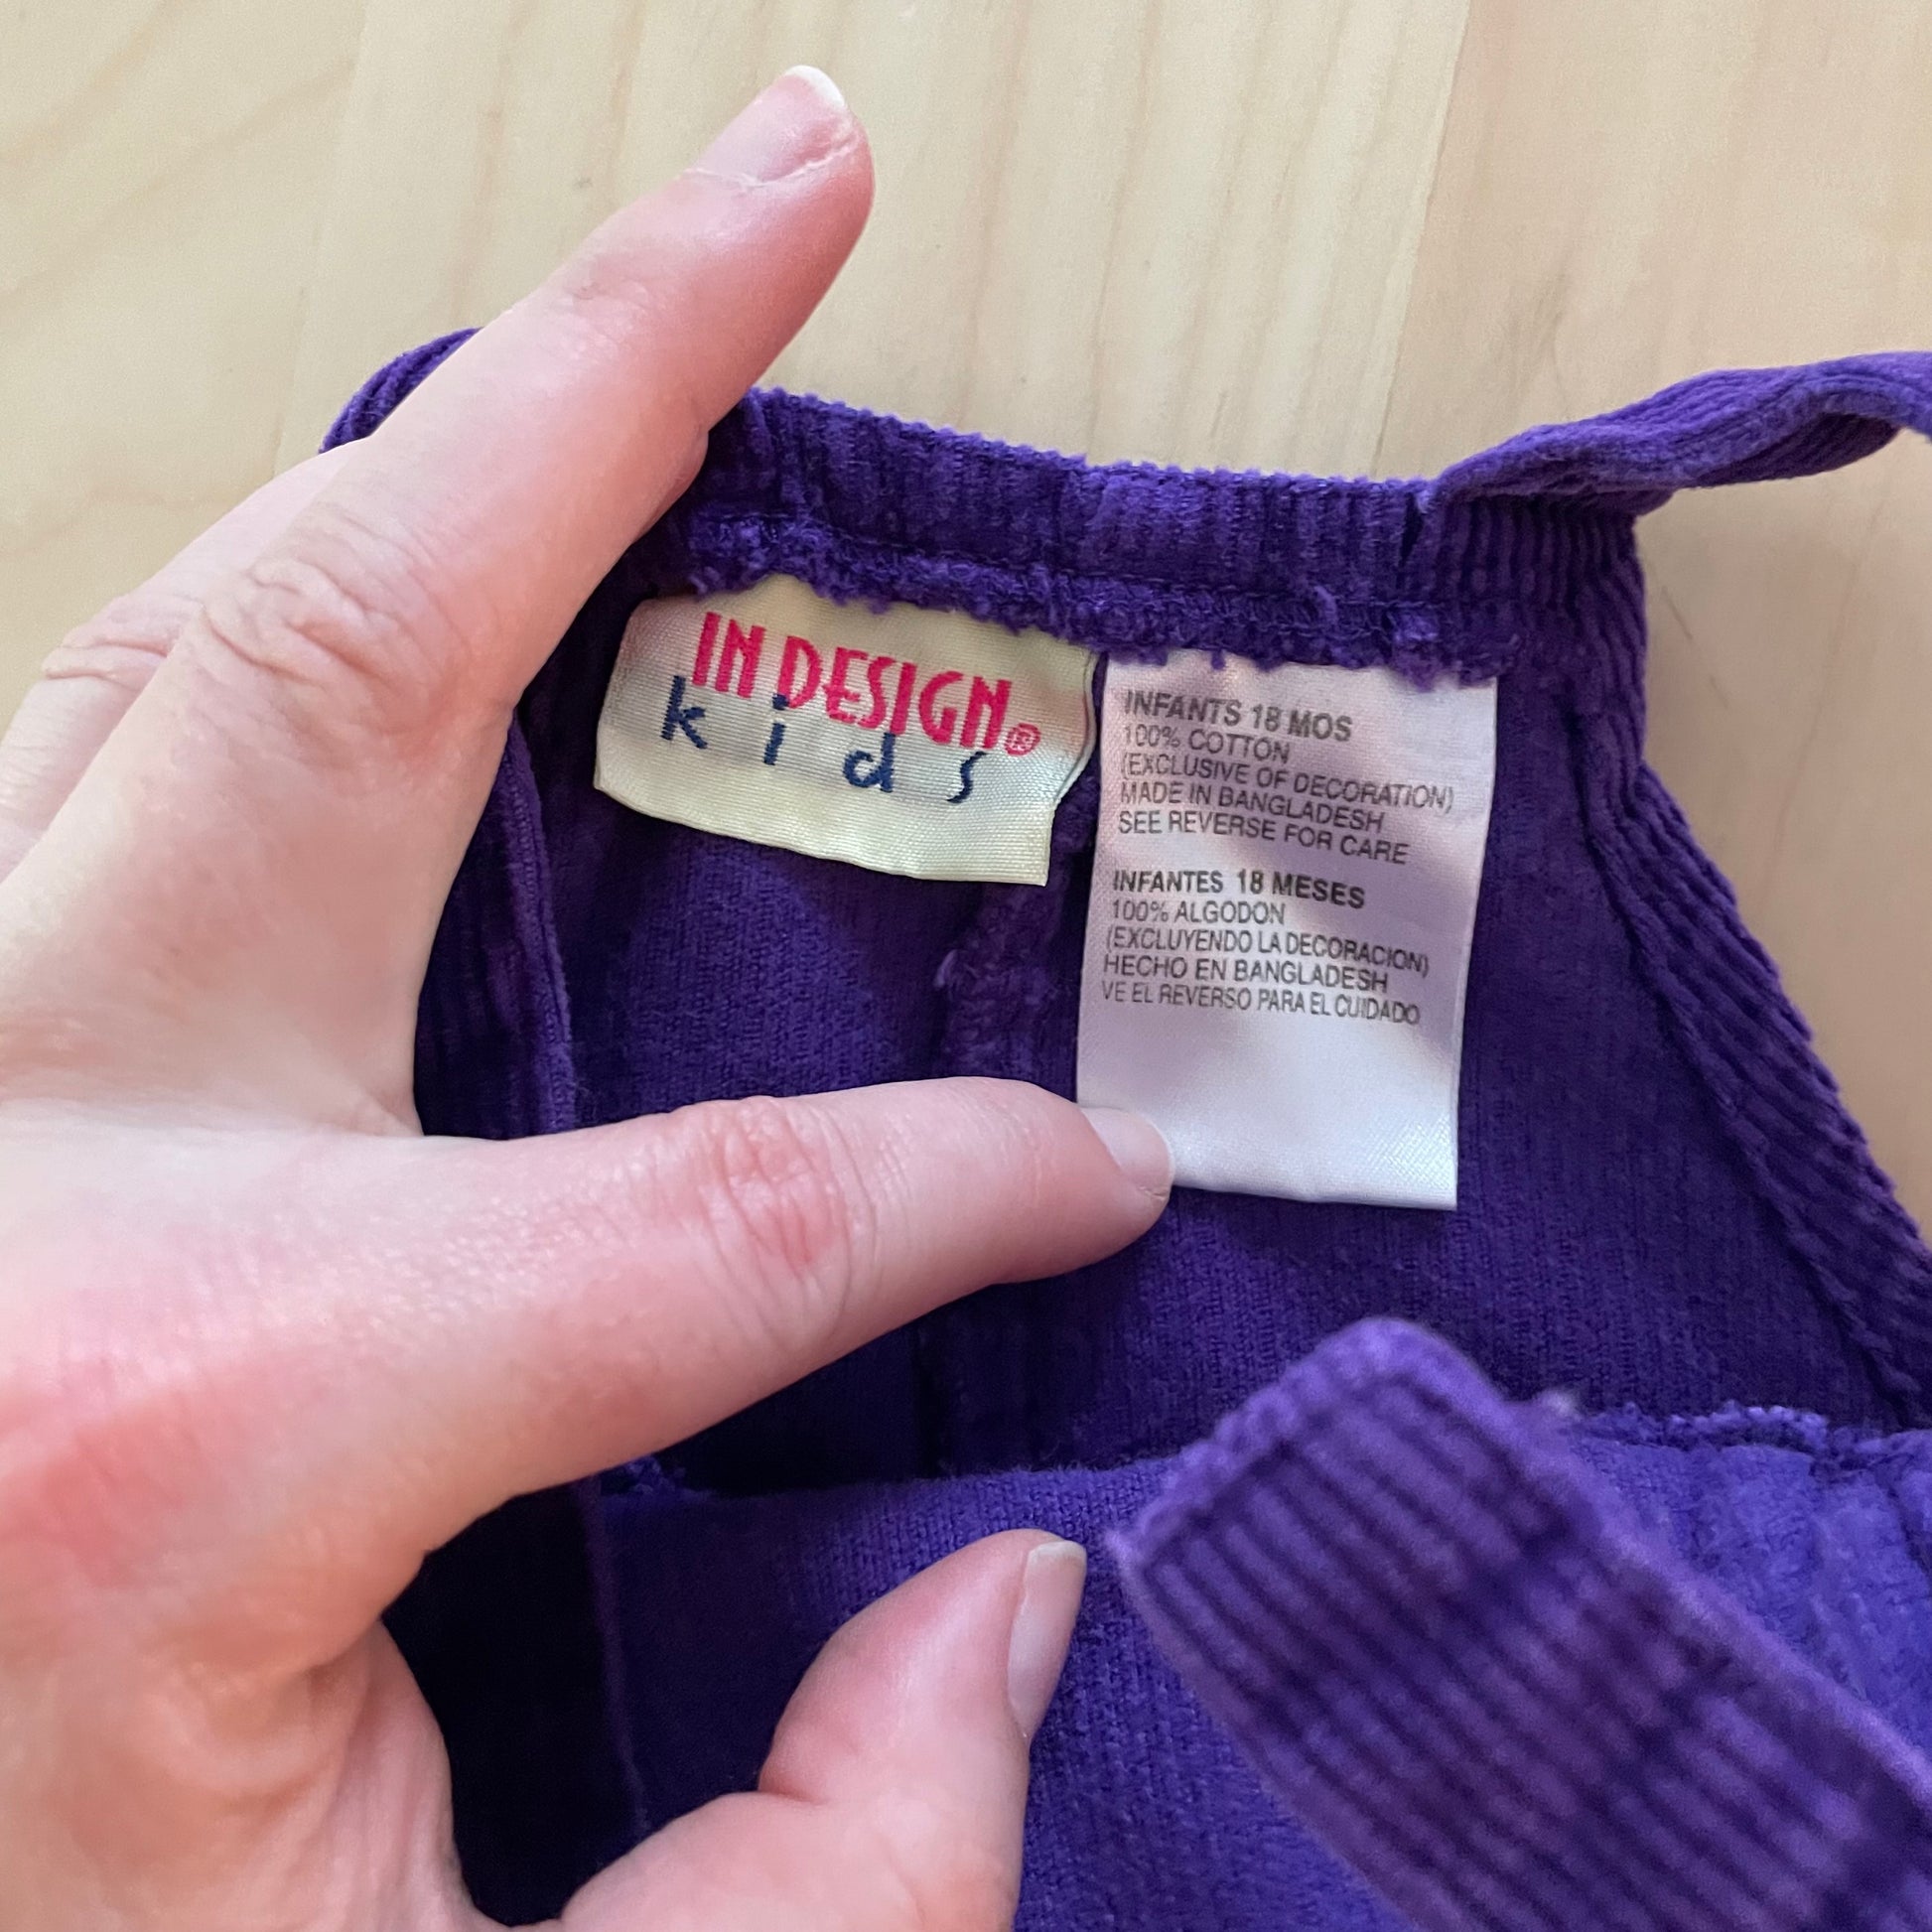 IN DESIGN®
kids
INFANTS 18 MOS
100% COTTON
(EXCLUSIVE OF DECORATION)
MADE IN BANGLADESH
SEE REVERSE FOR CARE
INFANTES 18 MESES
100% ALGODON
(EXCLUYENDO LA DECORACION)
HECHO EN BANGLADESH
VE EL REVERSO PARA EL CUIDADO